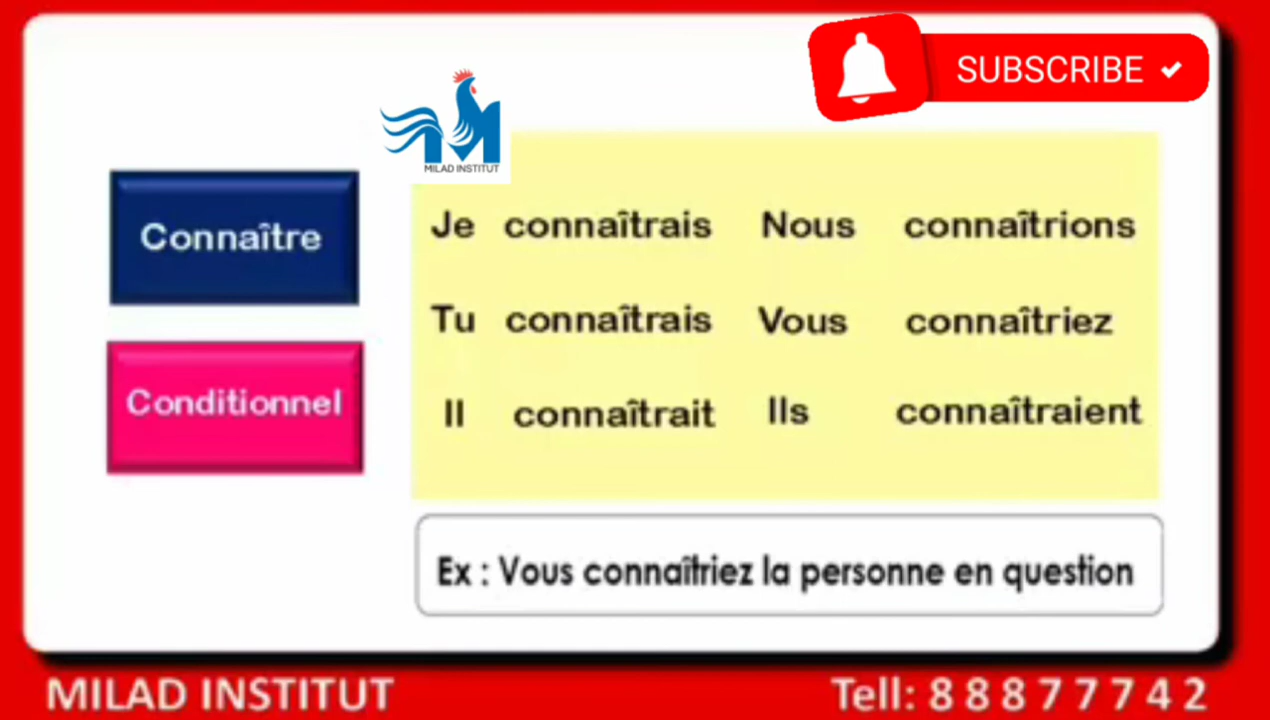 SUBSCRIBE
MILAD INSTITUT
Connaître
Conditionnel
Je connaîtrais Nous connaîtrions
Tu connaîtrais Vous connaîtriez
Il connaîtrait Ils connaîtraient
Ex : Vous connaîtriez la personne en question
MILAD INSTITUT Tell: 8 8 8 7 7 7 4 2